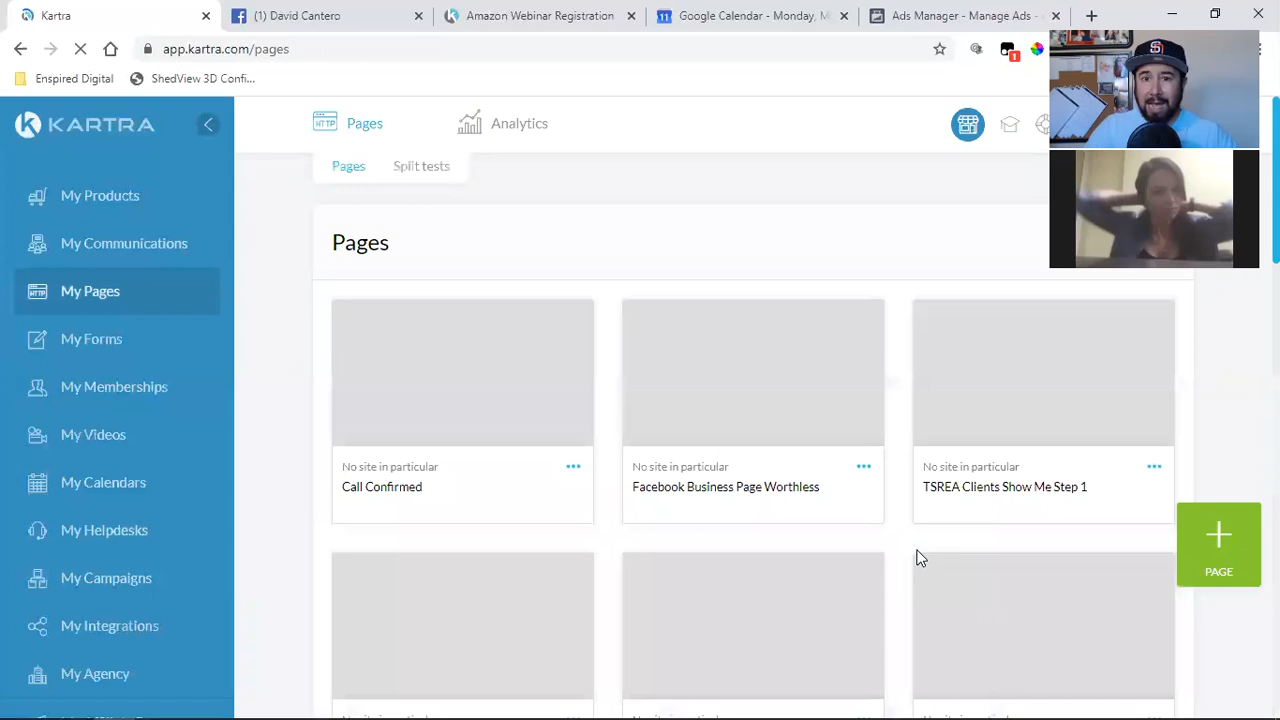 Kartra
(1) David Cantero
Amazon Webinar Registration
11
Google Calendar - Monday, M
Ads Manager - Manage Ads -
app.kartra.com/pages
1
Enspired Digital
ShedView 3D Confi...
KARTRA
HTTP
Pages
Analytics
Pages
Split tests
My Products
My Communications
HTTP
My Pages
My Forms
My Memberships
My Videos
My Calendars
My Helpdesks
My Campaigns
My Integrations
My Agency
Pages
No site in particular
Call Confirmed
No site in particular
Facebook Business Page Worthless
No site in particular
TSREA Clients Show Me Step 1
PAGE